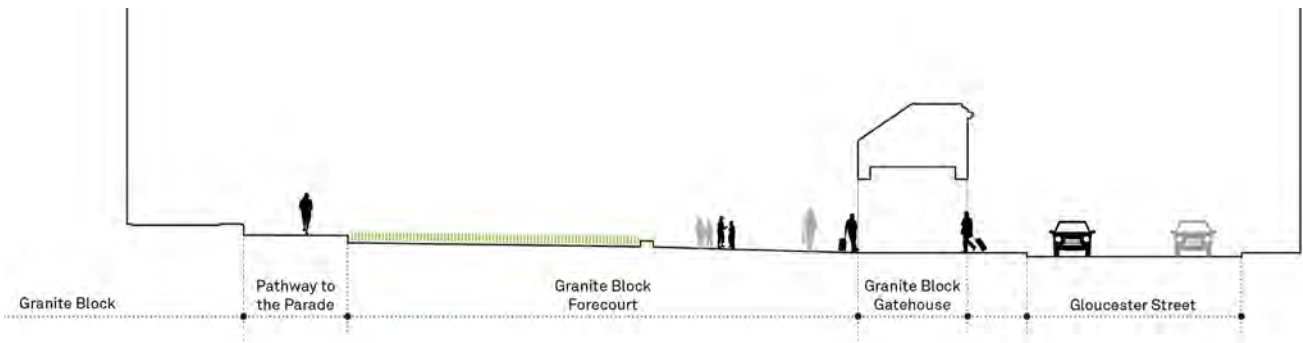 Granite Block
Pathway to
the Parade
Granite Block
Forecourt
Granite Block
Gatehouse
Gloucester Street